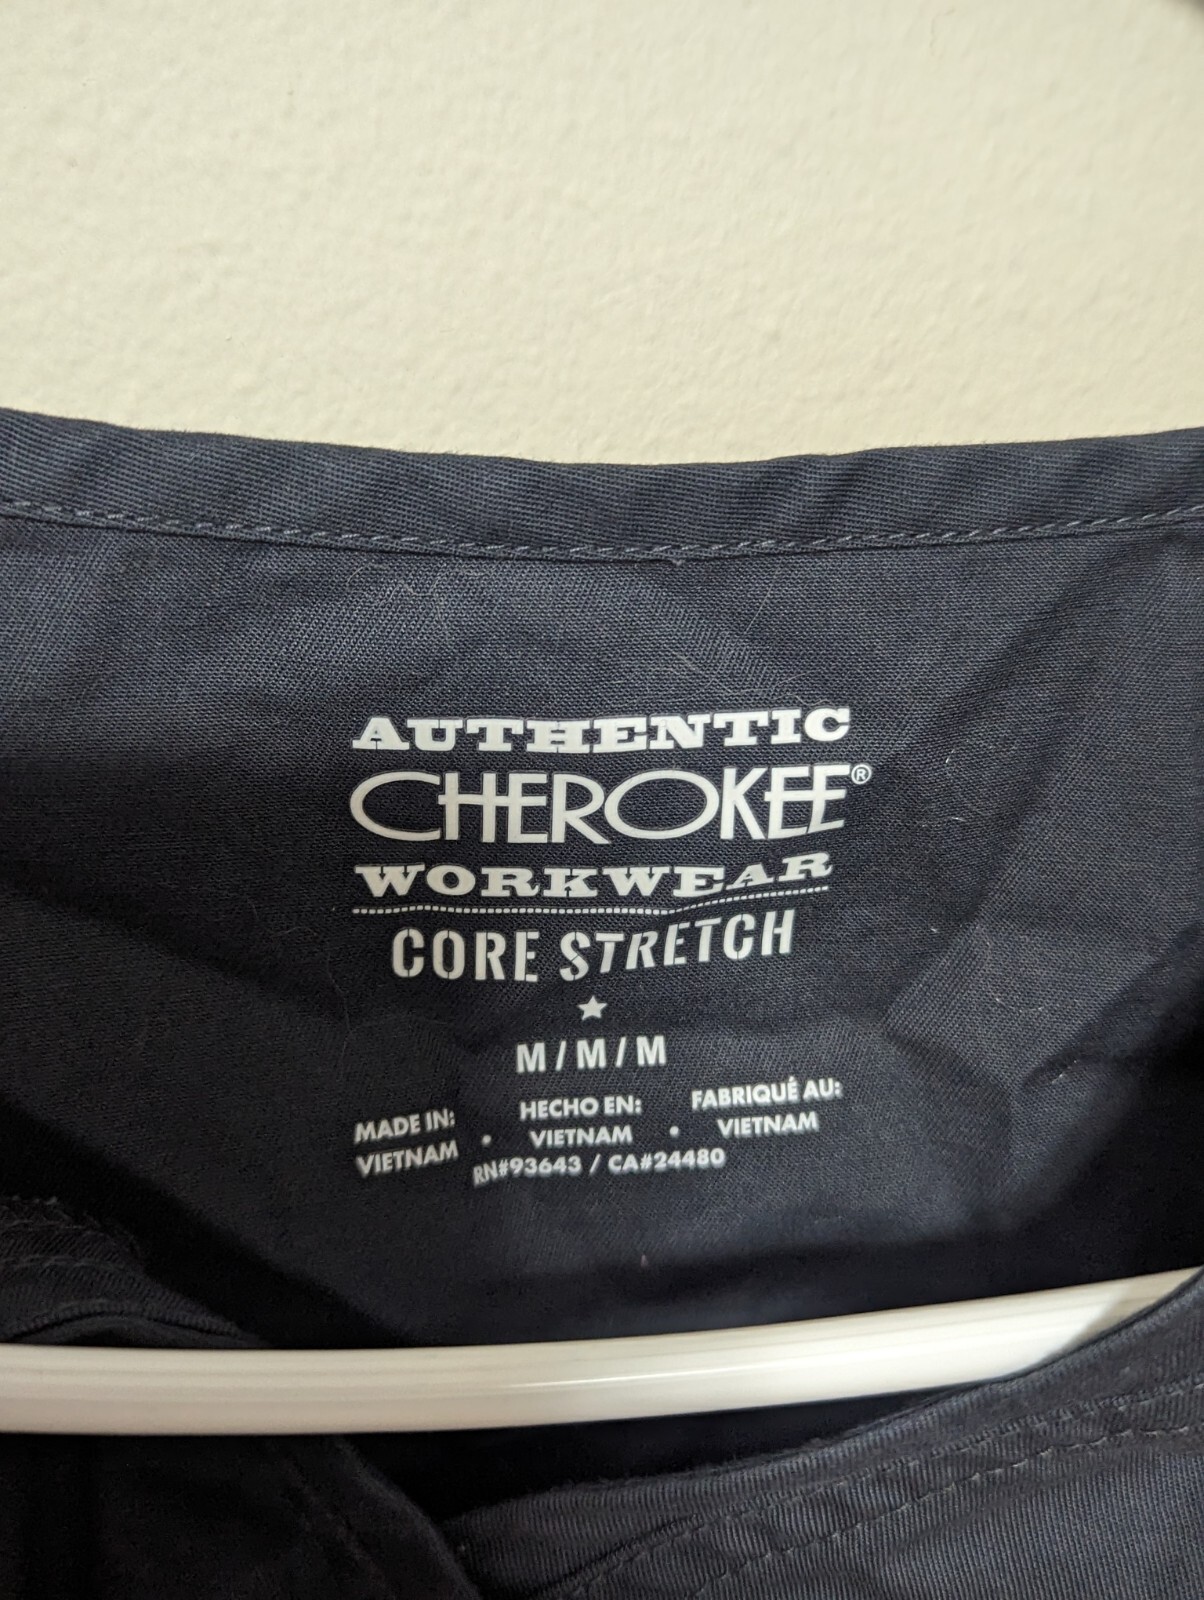 AUTHENTIC
CHEROKEE®
WORKWEAR
CORE STRETCH
M / M / M
MADE IN:
VIETNAM
•
HECHO EN:
VIETNAM
•
FABRIQUÉ AU:
VIETNAM
RN#93643 / CA#24480